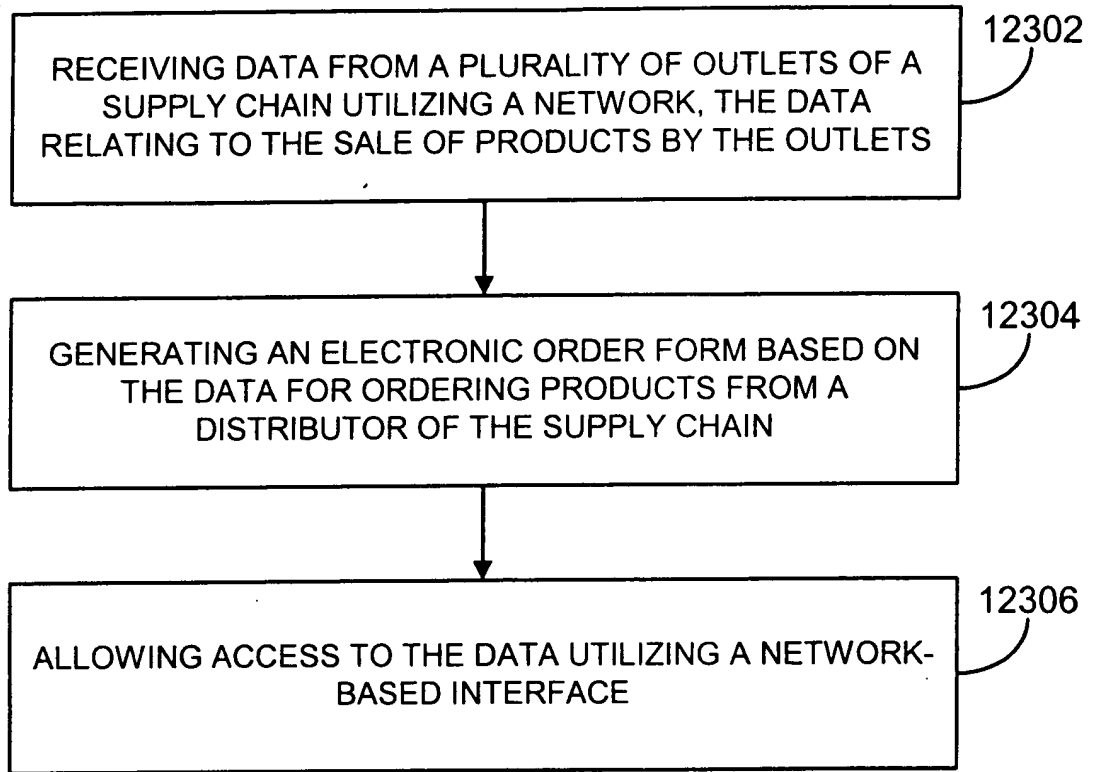 12302
RECEIVING DATA FROM A PLURALITY OF OUTLETS OF A
SUPPLY CHAIN UTILIZING A NETWORK, THE DATA
RELATING TO THE SALE OF PRODUCTS BY THE OUTLETS
12304
GENERATING AN ELECTRONIC ORDER FORM BASED ON
THE DATA FOR ORDERING PRODUCTS FROM A
DISTRIBUTOR OF THE SUPPLY CHAIN
12306
ALLOWING ACCESS TO THE DATA UTILIZING A NETWORK-
BASED INTERFACE